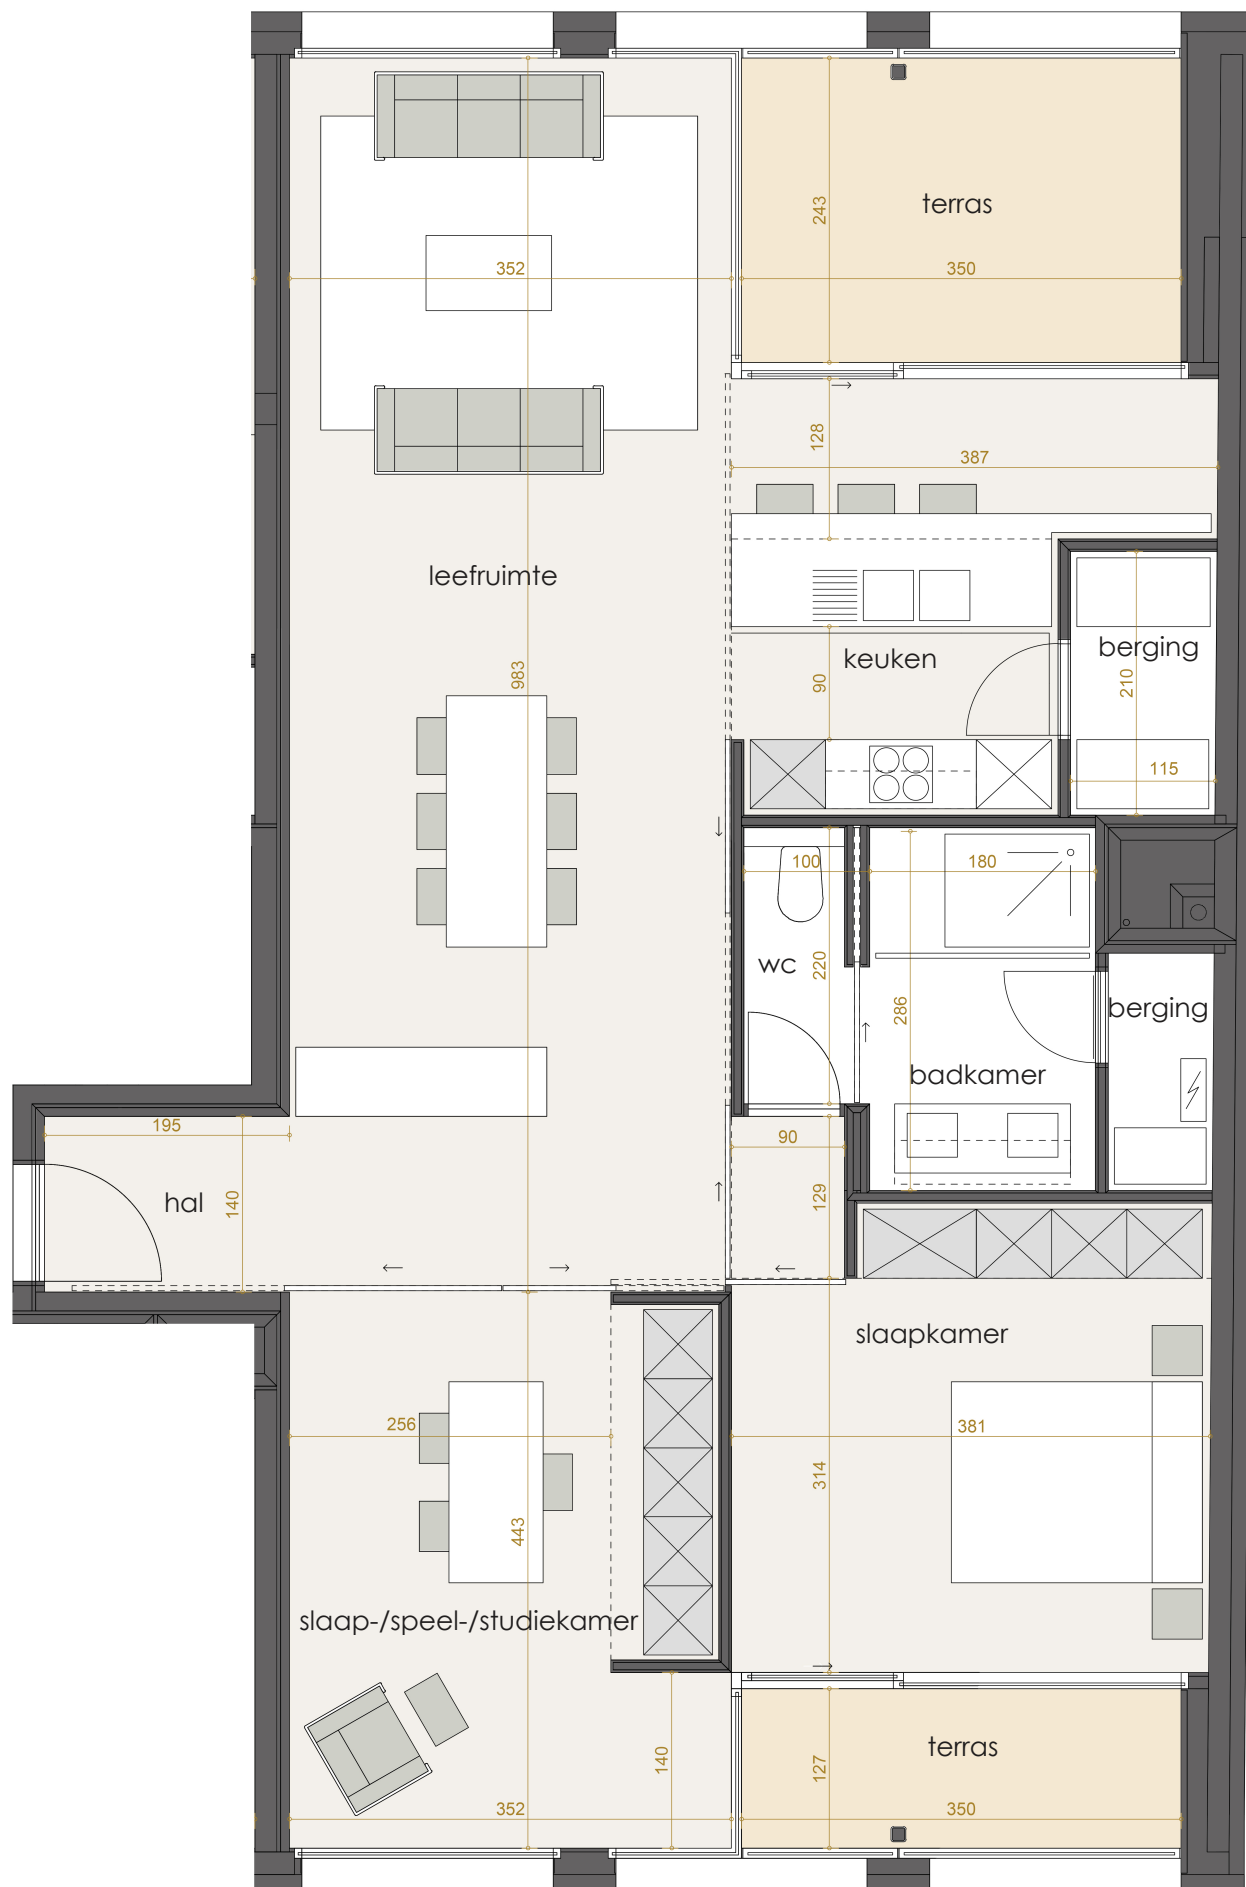 terras
243
352
350
128
387
leefruimte
keuken
berging
983
90
210
115
100
180
wc
220
286
berging
badkamer
195
90
hal
140
129
slaapkamer
256
381
314
443
slaap-/speel-/studiekamer
terras
140
127
352
350